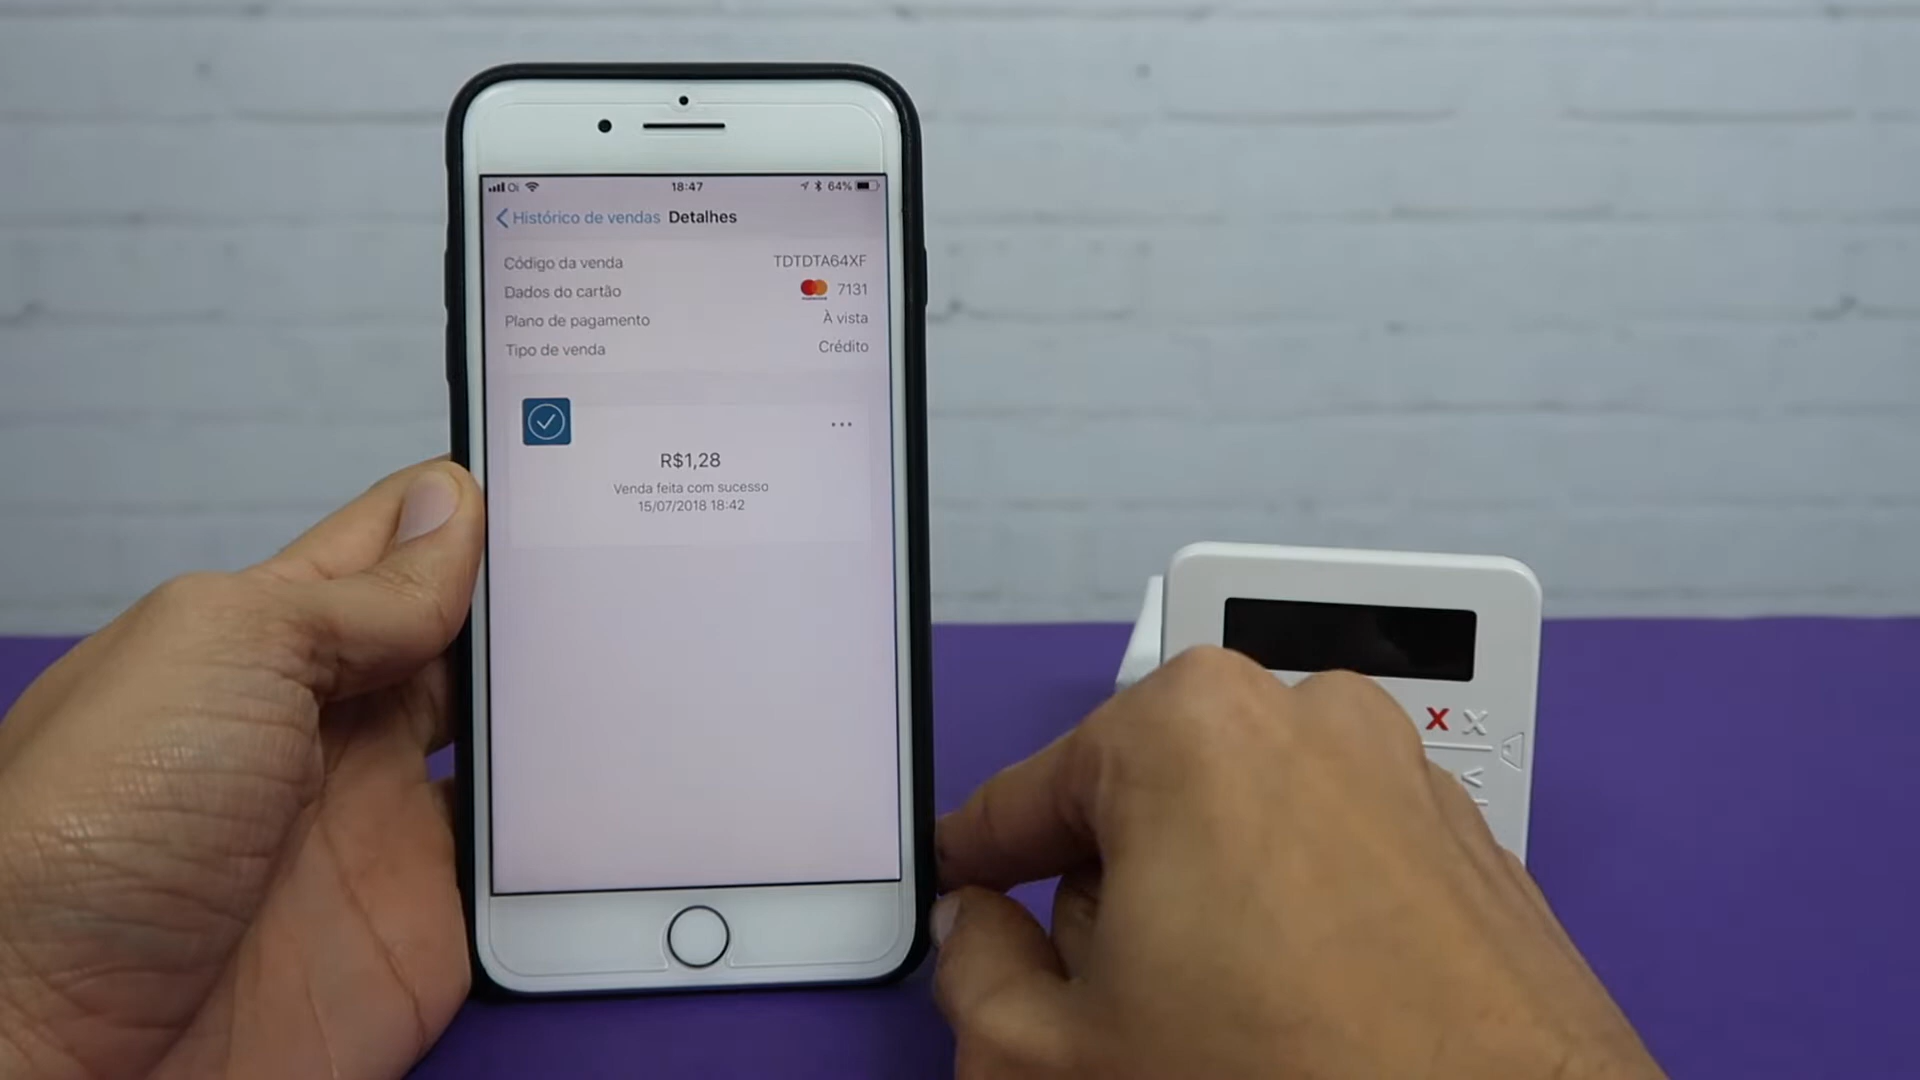 Oi 18:47 64%
Histórico de vendas Detalhes
Código da venda TDTDTA64XF
Dados do cartão 7131
Plano de pagamento À vista
Tipo de venda Crédito
...
R$1,28
Venda feita com sucesso
15/07/2018 18:42
X X
<